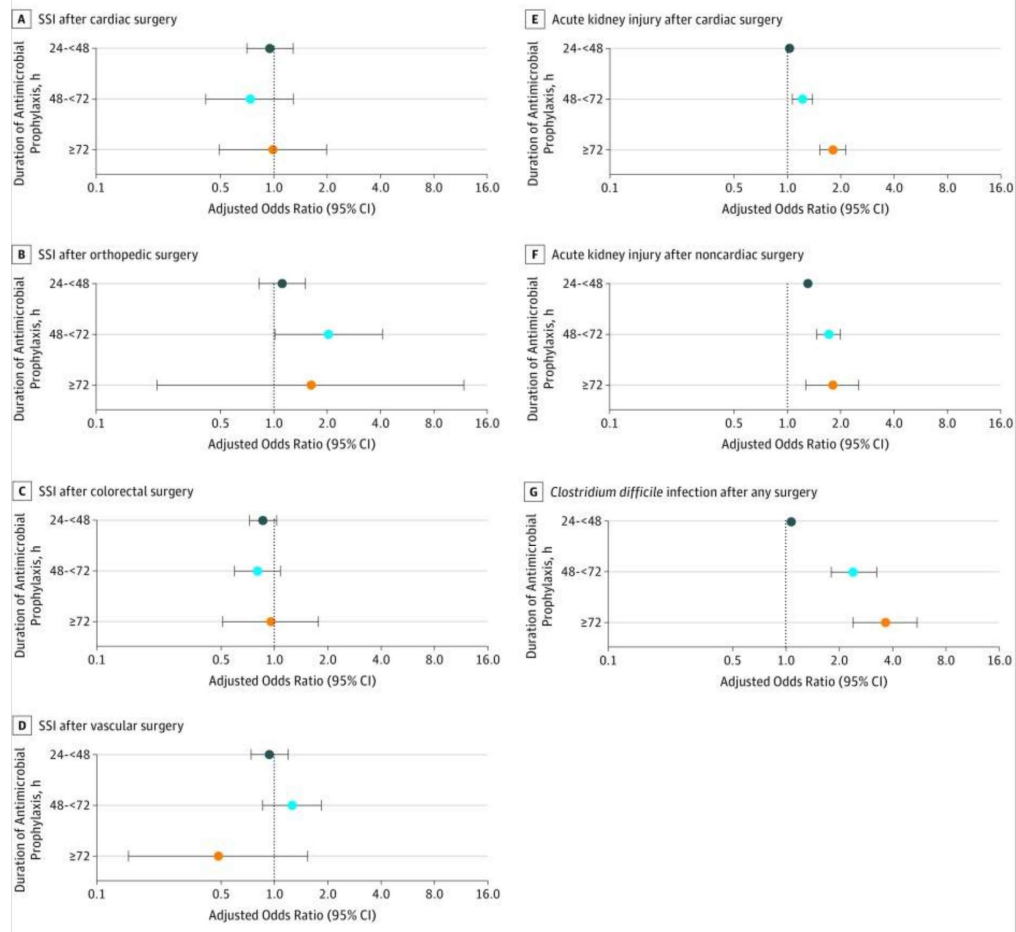 A SSI after cardiac surgery
Duration of Antimicrobial
Prophylaxis, h
24-<48
48-<72
≥72
0.1 0.5 1.0 2.0 4.0 8.0 16.0
Adjusted Odds Ratio (95% CI)
B SSI after orthopedic surgery
Duration of Antimicrobial
Prophylaxis, h
24-<48
48-<72
≥72
0.1 0.5 1.0 2.0 4.0 8.0 16.0
Adjusted Odds Ratio (95% CI)
C SSI after colorectal surgery
Duration of Antimicrobial
Prophylaxis, h
24-<48
48-<72
≥72
0.1 0.5 1.0 2.0 4.0 8.0 16.0
Adjusted Odds Ratio (95% CI)
D SSI after vascular surgery
Duration of Antimicrobial
Prophylaxis, h
24-<48
48-<72
≥72
0.1 0.5 1.0 2.0 4.0 8.0 16.0
Adjusted Odds Ratio (95% CI)
E Acute kidney injury after cardiac surgery
Duration of Antimicrobial
Prophylaxis, h
24-<48
48-<72
≥72
0.1 0.5 1.0 2.0 4.0 8.0 16.0
Adjusted Odds Ratio (95% CI)
F Acute kidney injury after noncardiac surgery
Duration of Antimicrobial
Prophylaxis, h
24-<48
48-<72
≥72
0.1 0.5 1.0 2.0 4.0 8.0 16.0
Adjusted Odds Ratio (95% CI)
G Clostridium difficile infection after any surgery
Duration of Antimicrobial
Prophylaxis, h
24-<48
48-<72
≥72
0.1 0.5 1.0 2.0 4.0 8.0 16.0
Adjusted Odds Ratio (95% CI)